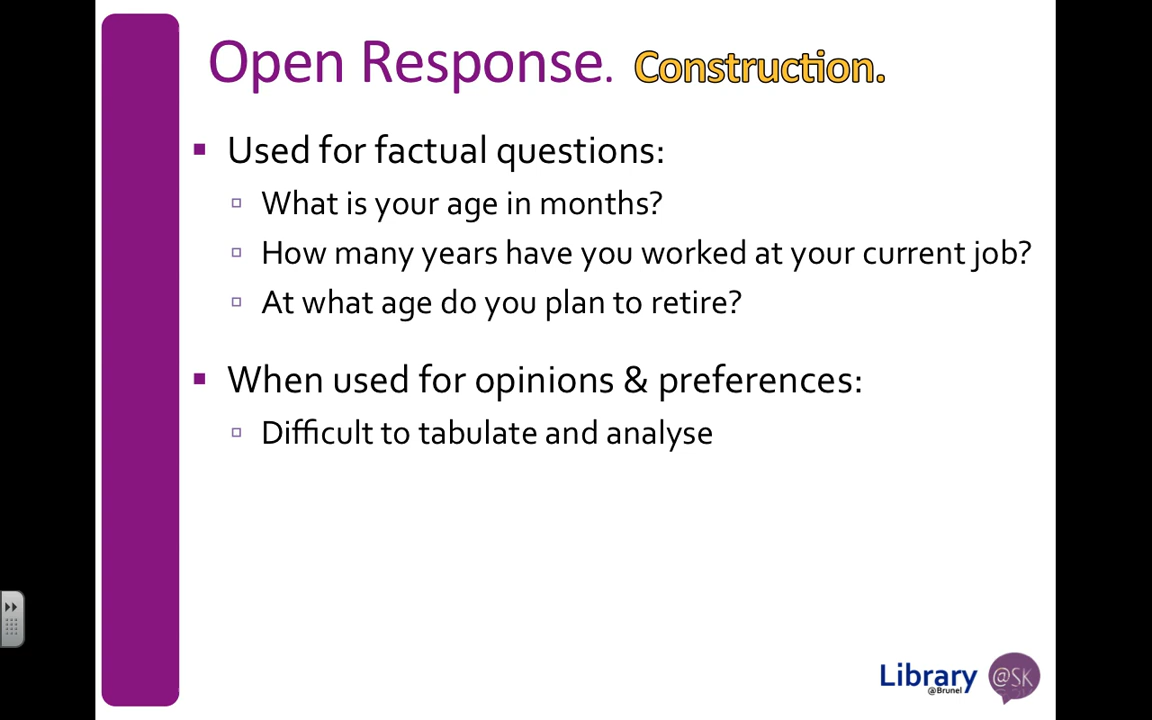 Open Response. Construction.
Used for factual questions:
What is your age in months?
How many years have you worked at your current job?
At what age do you plan to retire?
When used for opinions & preferences:
Difficult to tabulate and analyse
Library @SK
@Brunel